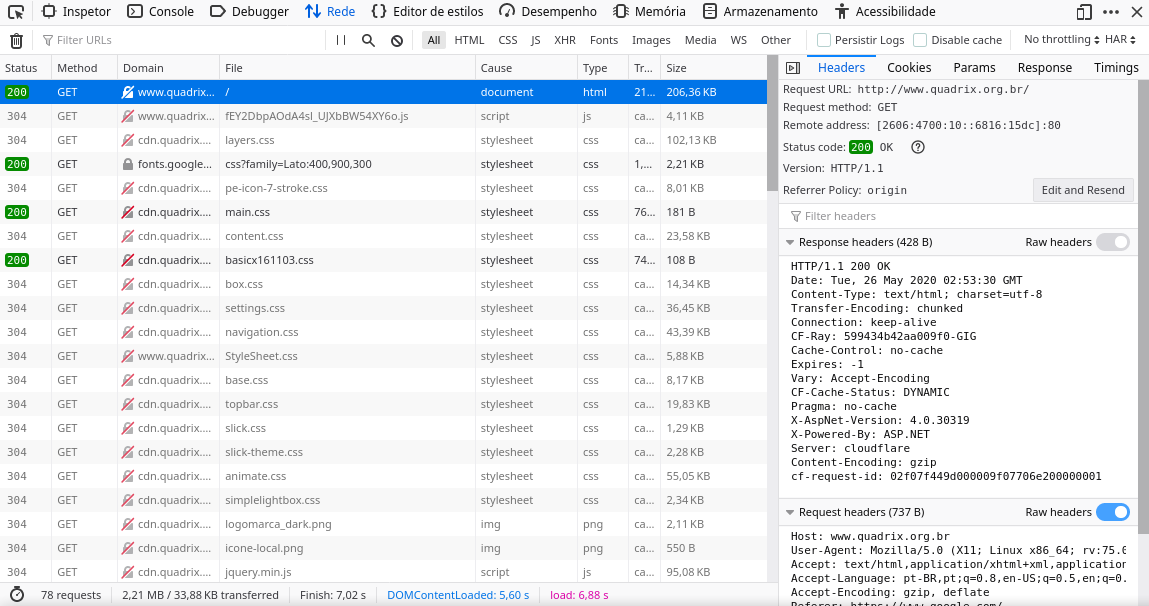 Inspetor Console Debugger Rede Editor de estilos Desempenho Memória Armazenamento Acessibilidade
Filter URLs All HTML CSS JS XHR Fonts Images Media WS Other Persistir Logs Disable cache No throttling HAR
Status Method Domain File Cause Type Tr... Size
200 GET www.quadrix... / document html 21... 206,36 KB
304 GET www.quadrix... fEY2DbpAOdA4sl_UJXbBW54XY6o.js script js ca... 4,11 KB
304 GET cdn.quadrix.... layers.css stylesheet css ca... 102,13 KB
200 GET fonts.google... css?family=Lato:400,900,300 stylesheet css 1,... 2,21 KB
304 GET cdn.quadrix.... pe-icon-7-stroke.css stylesheet css ca... 8,01 KB
200 GET cdn.quadrix.... main.css stylesheet css 76... 181 B
304 GET cdn.quadrix.... content.css stylesheet css ca... 23,58 KB
200 GET cdn.quadrix.... basicx161103.css stylesheet css 74... 108 B
304 GET cdn.quadrix.... box.css stylesheet css ca... 14,34 KB
304 GET cdn.quadrix.... settings.css stylesheet css ca... 36,45 KB
304 GET cdn.quadrix.... navigation.css stylesheet css ca... 43,39 KB
304 GET www.quadrix... StyleSheet.css stylesheet css ca... 5,88 KB
304 GET cdn.quadrix.... base.css stylesheet css ca... 8,17 KB
304 GET cdn.quadrix.... topbar.css stylesheet css ca... 19,83 KB
304 GET cdn.quadrix.... slick.css stylesheet css ca... 1,29 KB
304 GET cdn.quadrix.... slick-theme.css stylesheet css ca... 2,28 KB
304 GET cdn.quadrix.... animate.css stylesheet css ca... 55,05 KB
304 GET cdn.quadrix.... simplelightbox.css stylesheet css ca... 2,34 KB
304 GET cdn.quadrix.... logomarca_dark.png img png ca... 2,11 KB
304 GET cdn.quadrix.... icone-local.png img png ca... 550 B
304 GET cdn.quadrix.... jquery.min.js script js ca... 95,08 KB
78 requests 2,21 MB / 33,88 KB transferred Finish: 7,02 s DOMContentLoaded: 5,60 s load: 6,88 s
Headers Cookies Params Response Timings
Request URL: http://www.quadrix.org.br/
Request method: GET
Remote address: [2606:4700:10::6816:15dc]:80
Status code: 200 OK
Version: HTTP/1.1
Referrer Policy: origin Edit and Resend
Filter headers
Response headers (428 B) Raw headers
HTTP/1.1 200 OK
Date: Tue, 26 May 2020 02:53:30 GMT
Content-Type: text/html; charset=utf-8
Transfer-Encoding: chunked
Connection: keep-alive
CF-Ray: 599434b42aa009f0-GIG
Cache-Control: no-cache
Expires: -1
Vary: Accept-Encoding
CF-Cache-Status: DYNAMIC
Pragma: no-cache
X-AspNet-Version: 4.0.30319
X-Powered-By: ASP.NET
Server: cloudflare
Content-Encoding: gzip
cf-request-id: 02f07f449d000009f07706e200000001
Request headers (737 B) Raw headers
Host: www.quadrix.org.br
User-Agent: Mozilla/5.0 (X11; Linux x86_64; rv:75.0
Accept: text/html,application/xhtml+xml,application
Accept-Language: pt-BR,pt;q=0.8,en-US;q=0.5,en;q=0.
Accept-Encoding: gzip, deflate
Referer: https://www.google.com/